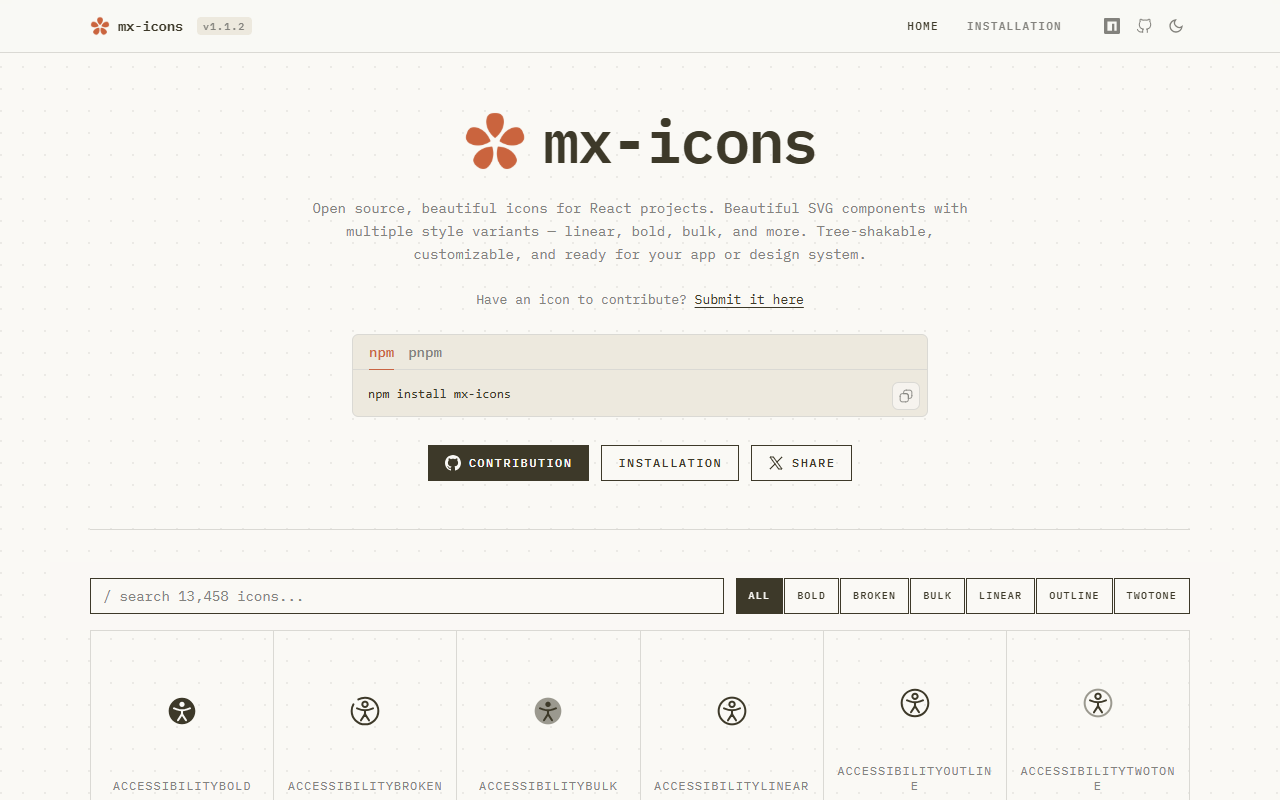 mx-icons v1.1.2 HOME INSTALLATION
mx-icons
Open source, beautiful icons for React projects. Beautiful SVG components with
multiple style variants — linear, bold, bulk, and more. Tree-shakable,
customizable, and ready for your app or design system.
Have an icon to contribute? Submit it here
npm pnpm
npm install mx-icons
CONTRIBUTION INSTALLATION SHARE
/ search 13,458 icons... ALL BOLD BROKEN BULK LINEAR OUTLINE TWOTONE
ACCESSIBILITYBOLD ACCESSIBILITYBROKEN ACCESSIBILITYBULK ACCESSIBILITYLINEAR ACCESSIBILITYOUTLIN ACCESSIBILITYTWOTON
E E